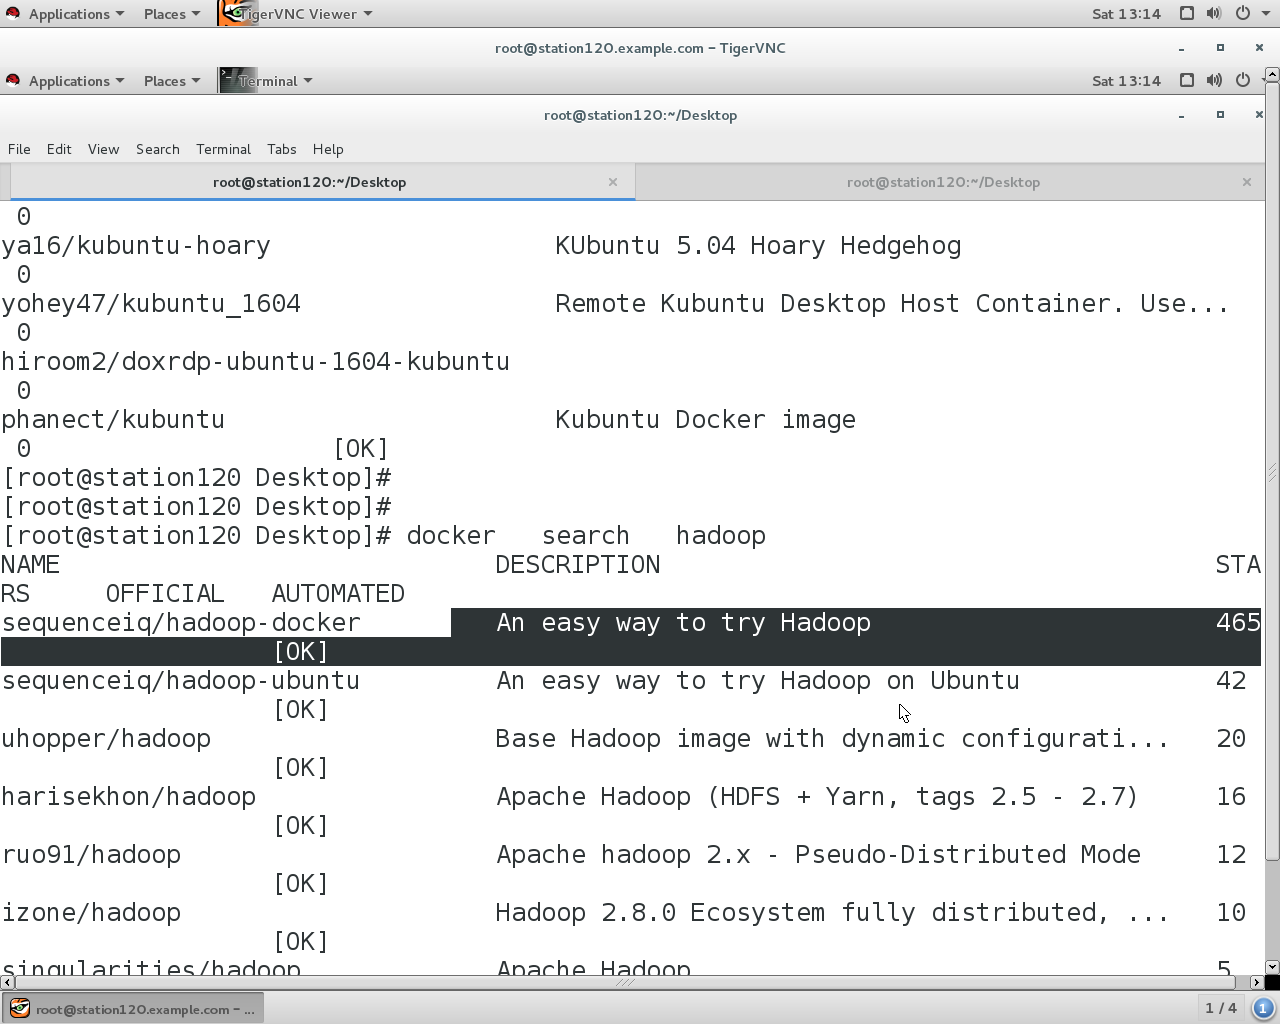 Applications Places TigerVNC Viewer Sat 13:14
root@station120.example.com - TigerVNC
Applications Places Terminal Sat 13:14
root@station120:~/Desktop
File Edit View Search Terminal Tabs Help
root@station120:~/Desktop root@station120:~/Desktop
0
ya16/kubuntu-hoary KUbuntu 5.04 Hoary Hedgehog
0
yohey47/kubuntu_1604 Remote Kubuntu Desktop Host Container. Use...
0
hiroom2/doxrdp-ubuntu-1604-kubuntu
0
phanect/kubuntu Kubuntu Docker image
0 [OK]
[root@station120 Desktop]#
[root@station120 Desktop]#
[root@station120 Desktop]# docker search hadoop
NAME DESCRIPTION STA
RS OFFICIAL AUTOMATED
sequenceiq/hadoop-docker An easy way to try Hadoop 465
[OK]
sequenceiq/hadoop-ubuntu An easy way to try Hadoop on Ubuntu 42
[OK]
uhopper/hadoop Base Hadoop image with dynamic configurati... 20
[OK]
harisekhon/hadoop Apache Hadoop (HDFS + Yarn, tags 2.5 - 2.7) 16
[OK]
ruo91/hadoop Apache hadoop 2.x - Pseudo-Distributed Mode 12
[OK]
izone/hadoop Hadoop 2.8.0 Ecosystem fully distributed, ... 10
[OK]
singularities/hadoop Apache Hadoop 5
root@station120.example.com - ... 1 / 4 1